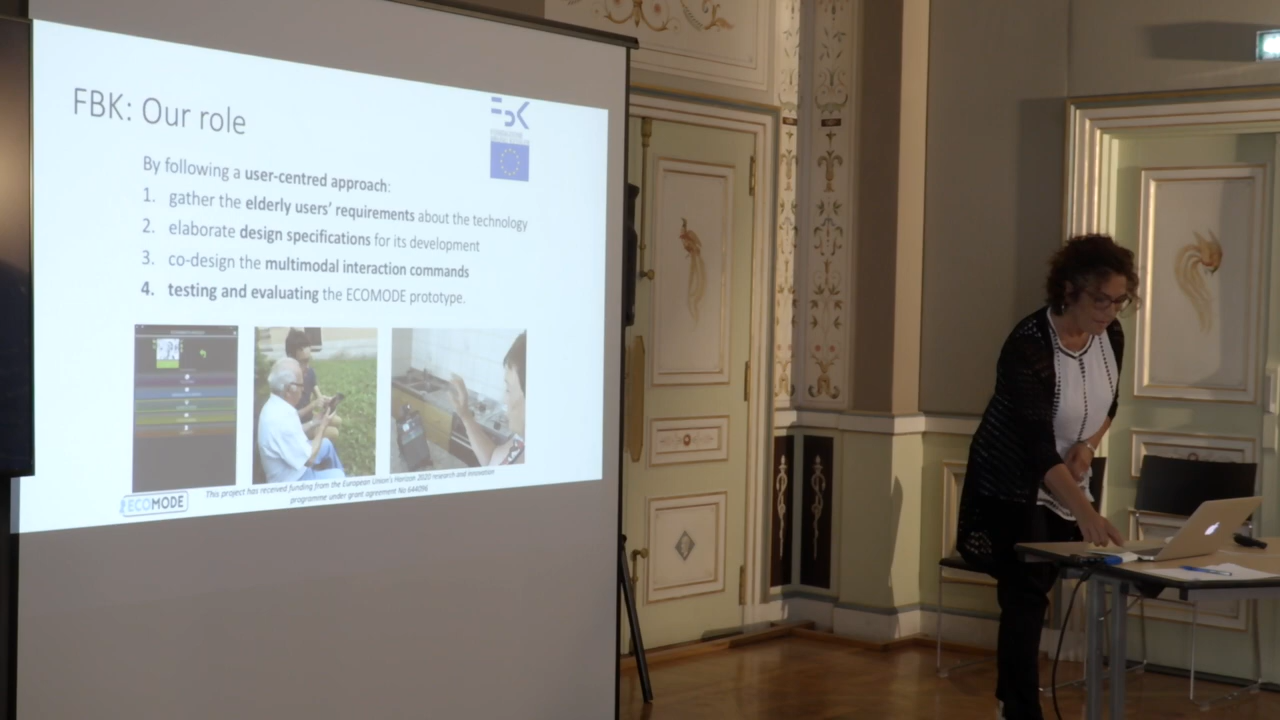 FBK: Our role
FBK
By following a user-centred approach:
1. gather the elderly users' requirements about the technology
2. elaborate design specifications for its development
3. co-design the multimodal interaction commands
4. testing and evaluating the ECOMODE prototype.
ECOMODE
This project has received funding from the European Union's Horizon 2020 research and innovation
programme under grant agreement No 644096